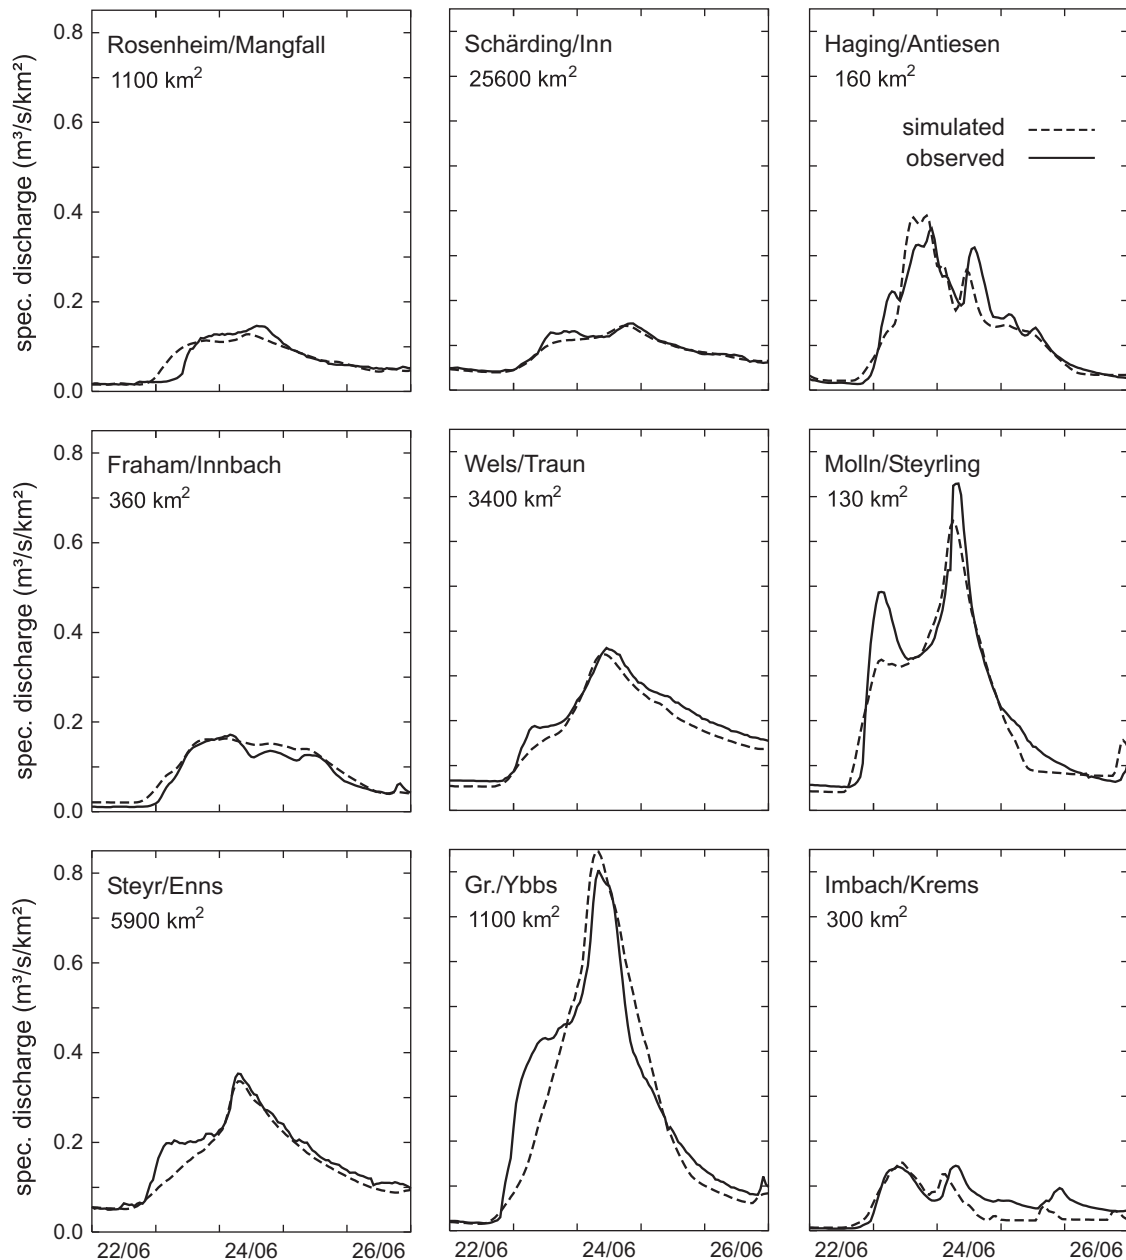 Rosenheim/Mangfall
1100 km²
Schärding/Inn
25600 km²
Haging/Antiesen
160 km²
simulated
observed
spec. discharge (m³/s/km²)
0.8
0.6
0.4
0.2
0.0
Fraham/Innbach
360 km²
Wels/Traun
3400 km²
Molln/Steyrling
130 km²
spec. discharge (m³/s/km²)
0.8
0.6
0.4
0.2
0.0
Steyr/Enns
5900 km²
Gr./Ybbs
1100 km²
Imbach/Krems
300 km²
spec. discharge (m³/s/km²)
0.8
0.6
0.4
0.2
0.0
22/06 24/06 26/06 22/06 24/06 26/06 22/06 24/06 26/06